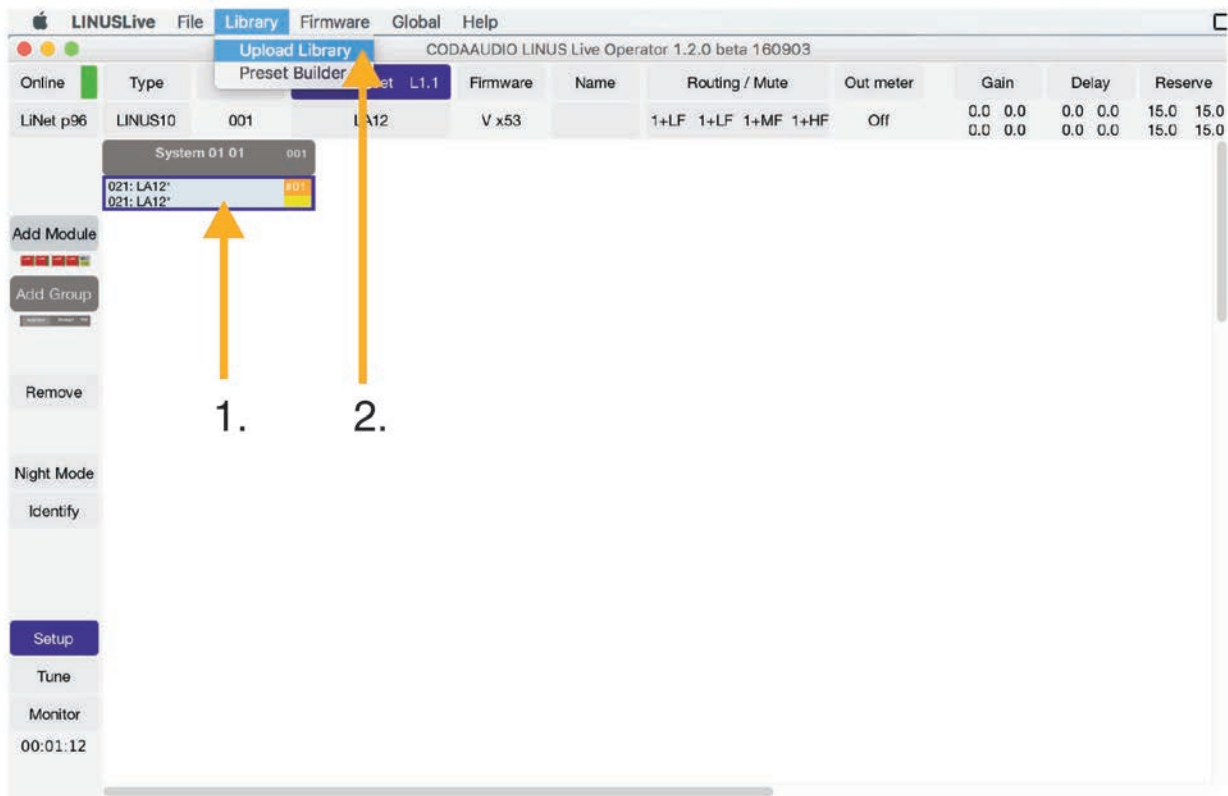 LINUSLive File Library Firmware Global Help
Upload Library
Preset Builder
CODAAUDIO LINUS Live Operator 1.2.0 beta 160903
Online Type L1.1 Firmware Name Routing / Mute Out meter Gain Delay Reserve
LiNet p96 LINUS10 001 LA12 V x53 1+LF 1+LF 1+MF 1+HF Off 0.0 0.0 0.0 0.0 15.0 15.0
0.0 0.0 0.0 0.0 15.0 15.0
System 01 01 001
021: LA12* #01
021: LA12*
Add Module
Add Group
Remove
1. 2.
Night Mode
Identify
Setup
Tune
Monitor
00:01:12